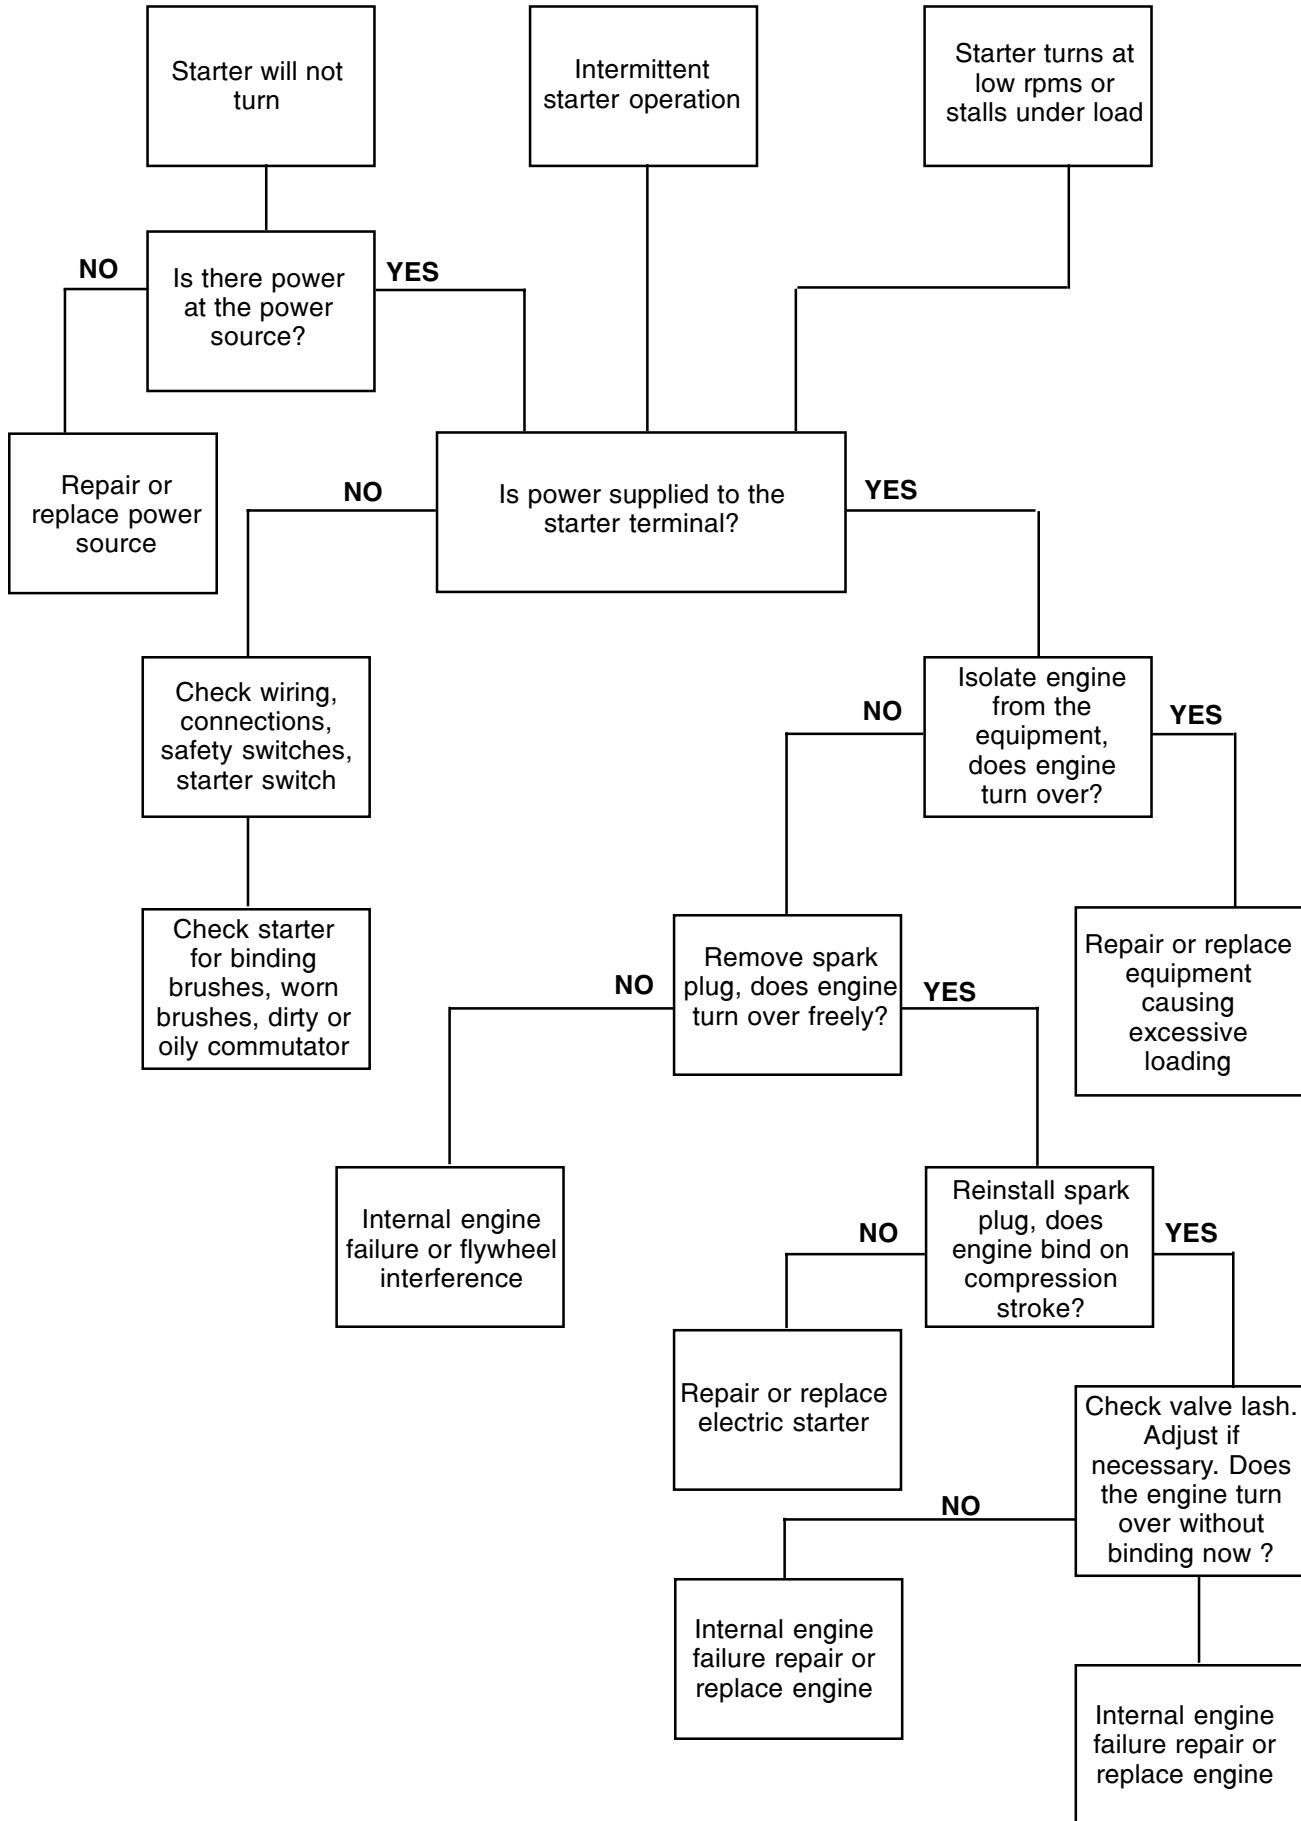 Starter will not
turn
Intermittent
starter operation
Starter turns at
low rpms or
stalls under load
NO
Is there power
at the power
source?
YES
Repair or
replace power
source
NO
Is power supplied to the
starter terminal?
YES
Check wiring,
connections,
safety switches,
starter switch
NO
Isolate engine
from the
equipment,
does engine
turn over?
YES
Check starter
for binding
brushes, worn
brushes, dirty or
oily commutator
NO
Remove spark
plug, does engine
turn over freely?
YES
Repair or replace
equipment
causing
excessive
loading
Internal engine
failure or flywheel
interference
NO
Reinstall spark
plug, does
engine bind on
compression
stroke?
YES
Repair or replace
electric starter
NO
Check valve lash.
Adjust if
necessary. Does
the engine turn
over without
binding now ?
Internal engine
failure repair or
replace engine
Internal engine
failure repair or
replace engine